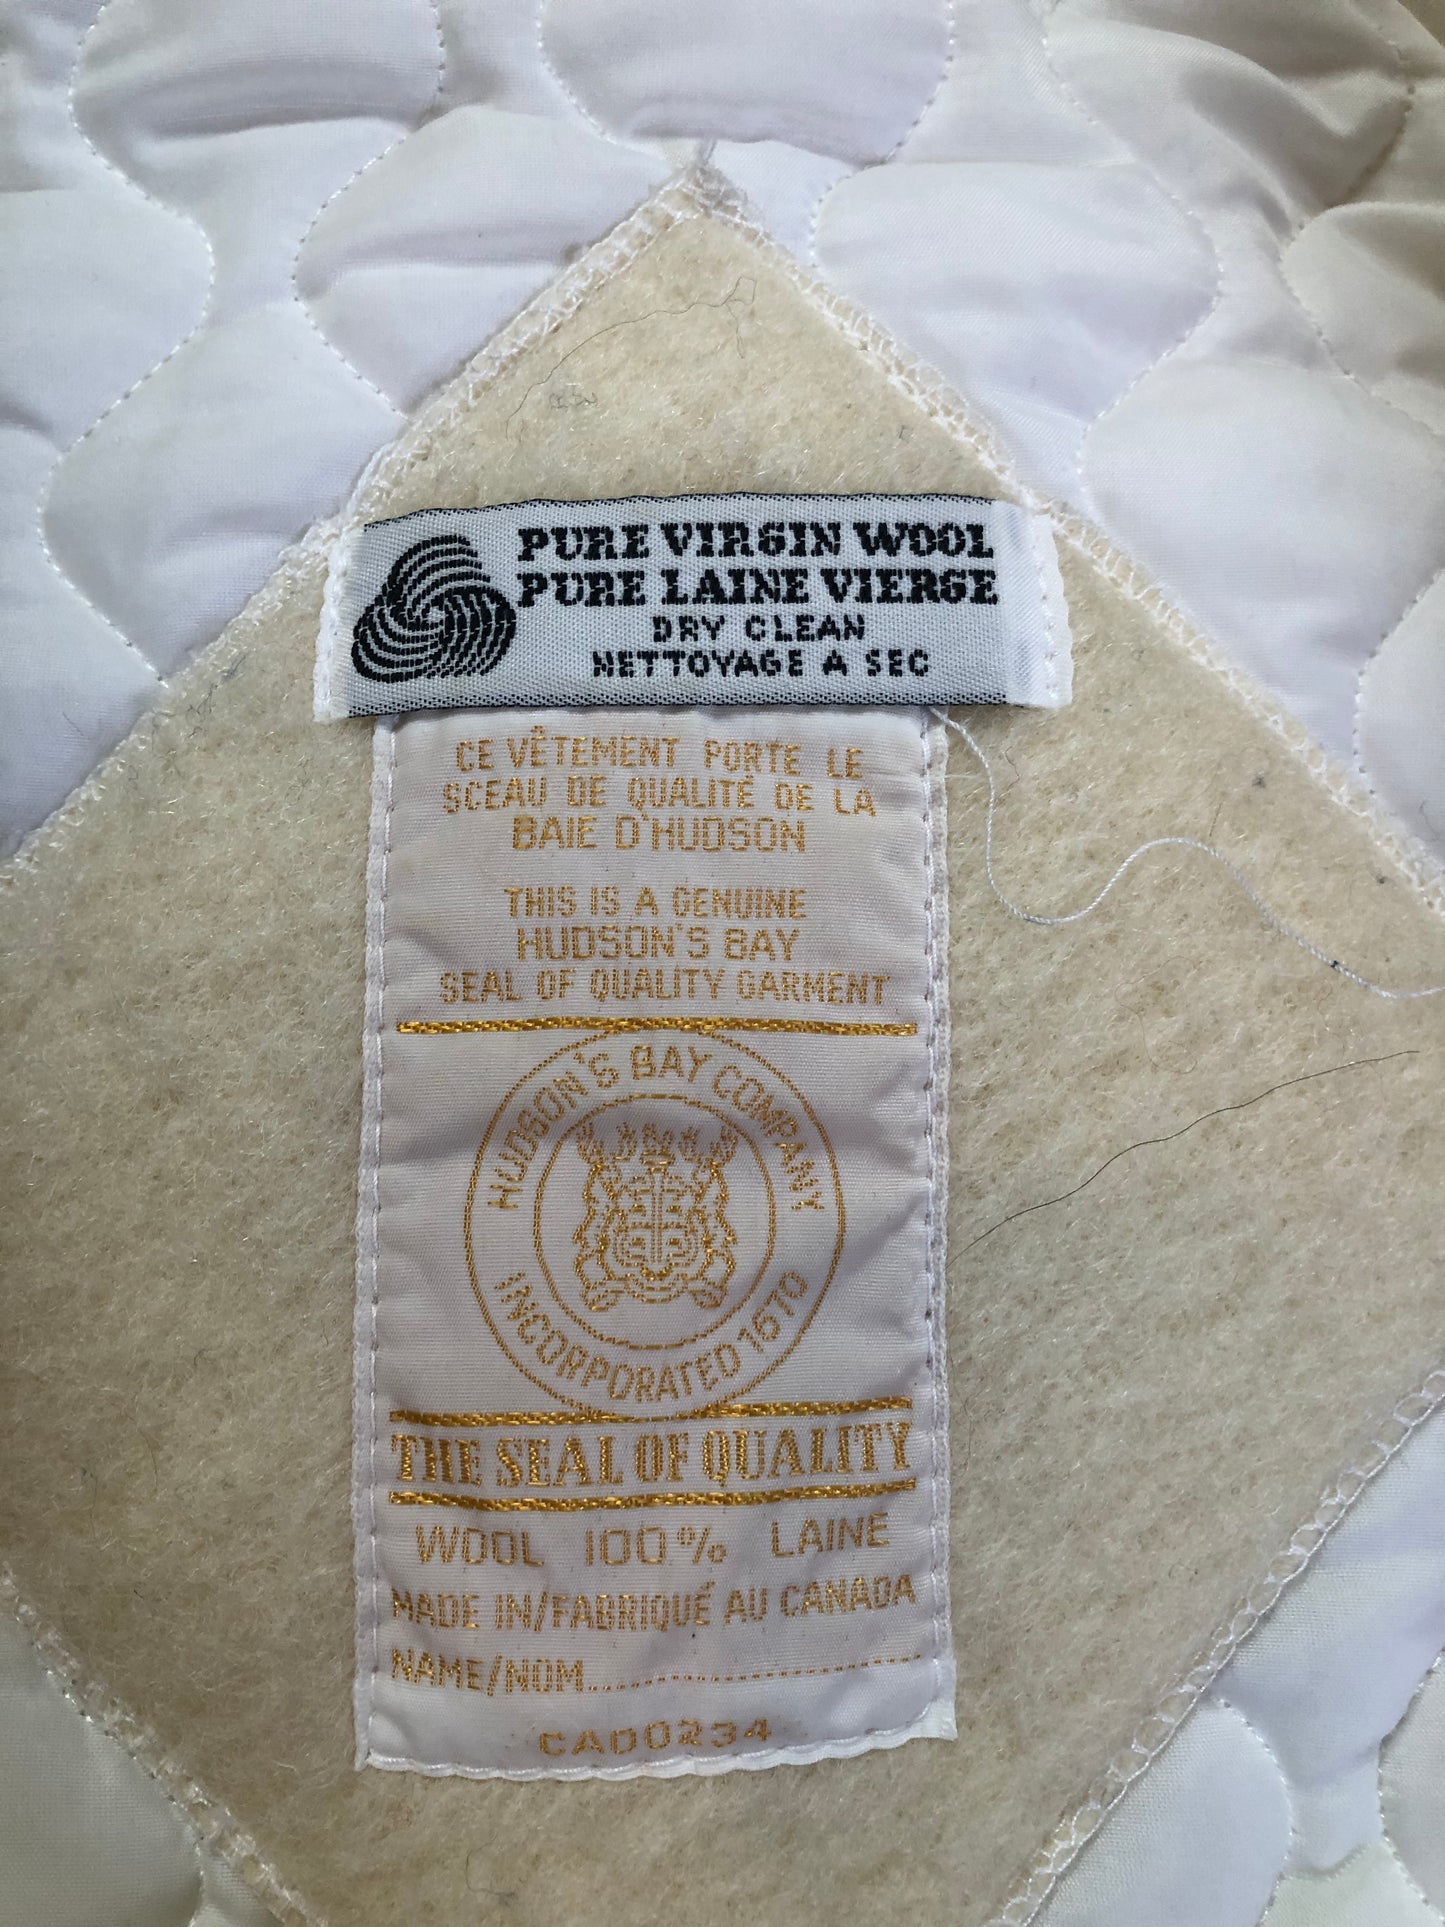 PURE VIRGIN WOOL
PURE LAINE VIERGE
DRY CLEAN
NETTOYAGE A SEC
CE VÊTEMENT PORTE LE
SCEAU DE QUALITÉ DE LA
BAIE D'HUDSON
THIS IS A GENUINE
HUDSON'S BAY
SEAL OF QUALITY GARMENT
HUDSON'S BAY COMPANY
INCORPORATED 1670
THE SEAL OF QUALITY
WOOL 100% LAINE
MADE IN/FABRIQUÉ AU CANADA
NAME/NOM..............................
CA00234